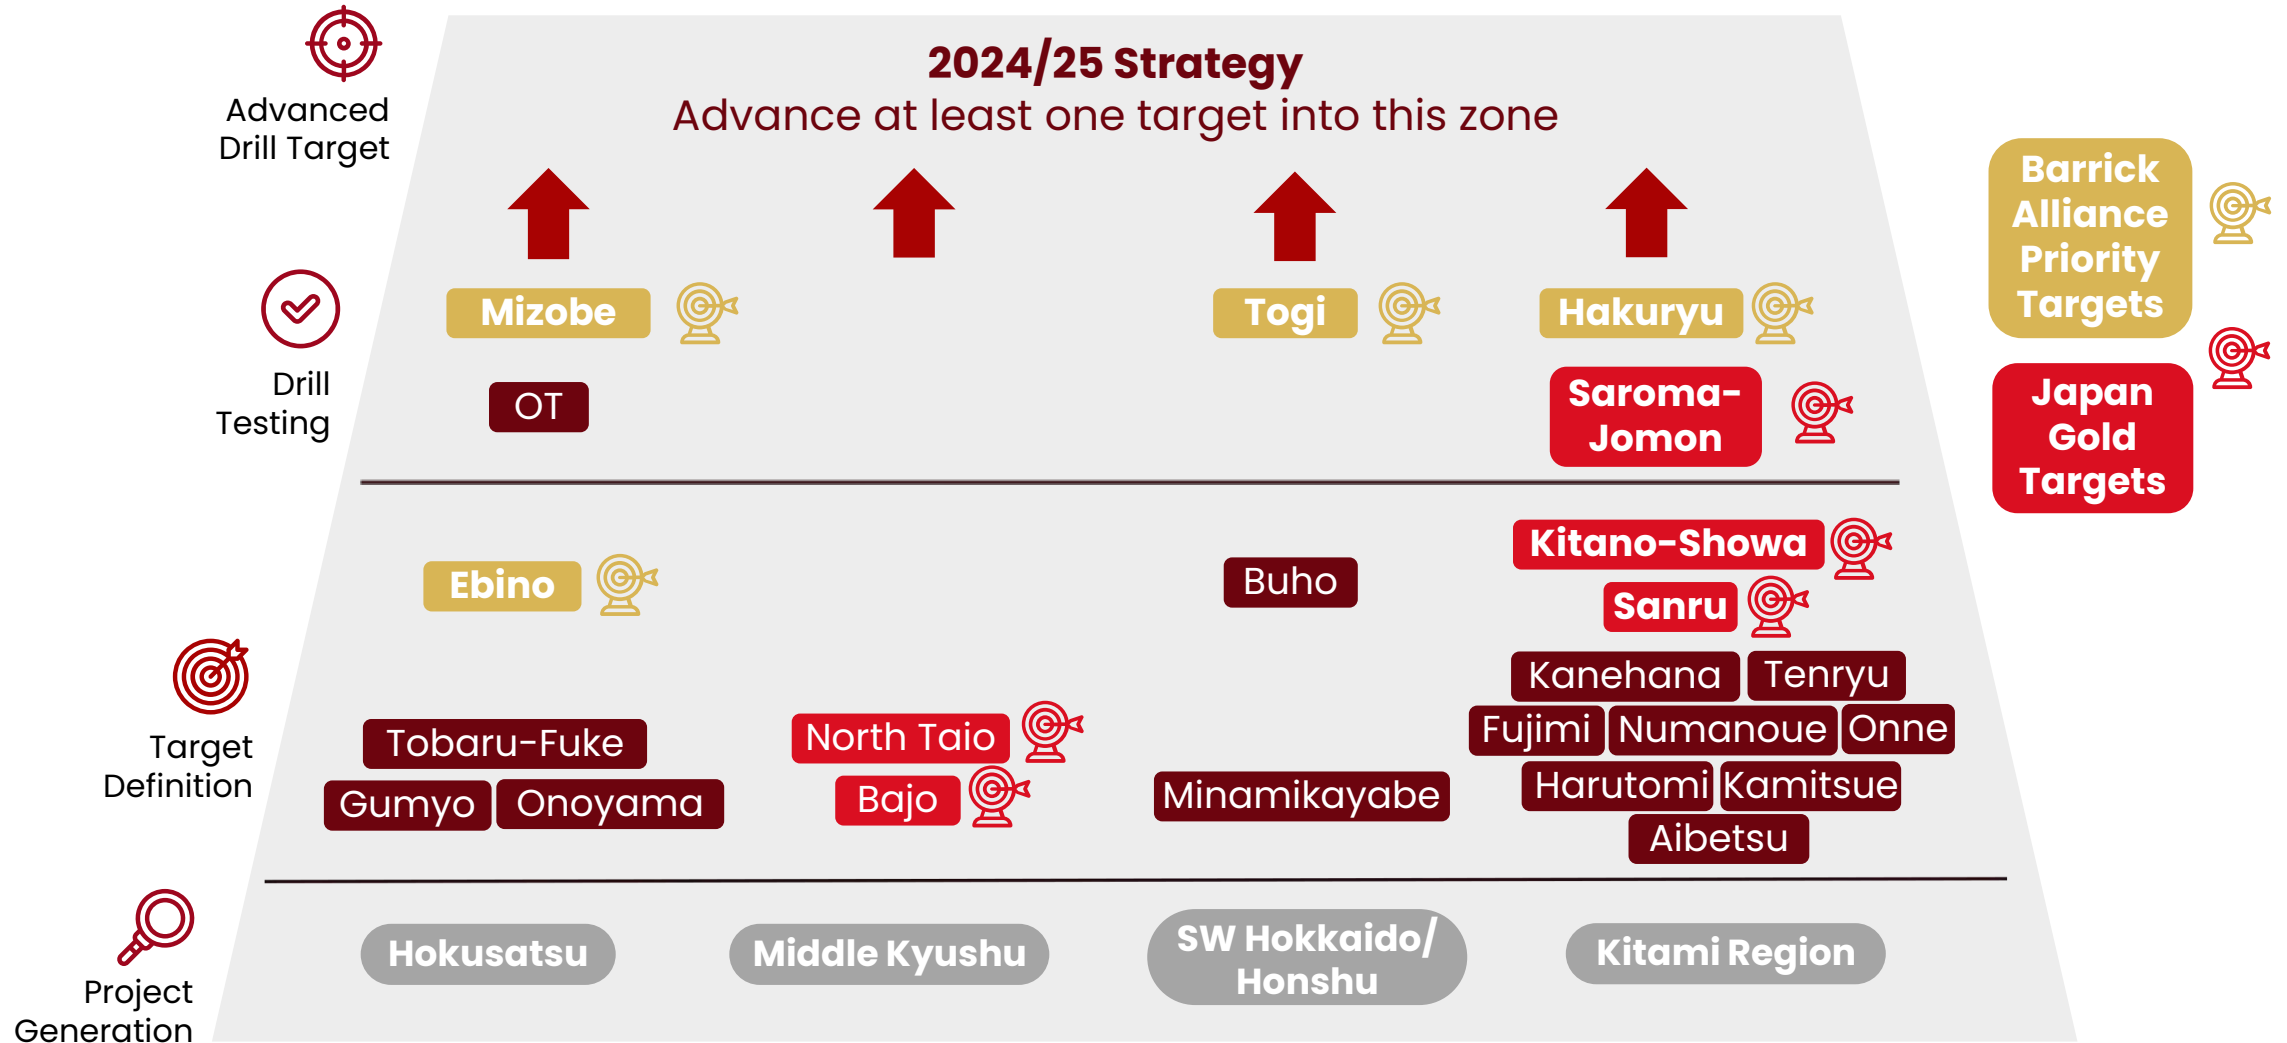 2024/25 Strategy
Advance at least one target into this zone
Advanced
Drill Target
Barrick
Alliance
Priority
Targets
Japan
Gold
Targets
Drill
Testing
Mizobe
Togi
Hakuryu
OT
Saroma-
Jomon
Target
Definition
Ebino
Buho
Kitano-Showa
Sanru
Kanehana Tenryu
Tobaru-Fuke
North Taio
Fujimi Numanoue Onne
Gumyo Onoyama
Bajo
Minamikayabe
Harutomi Kamitsue
Aibetsu
Project
Generation
Hokusatsu
Middle Kyushu
SW Hokkaido/
Honshu
Kitami Region